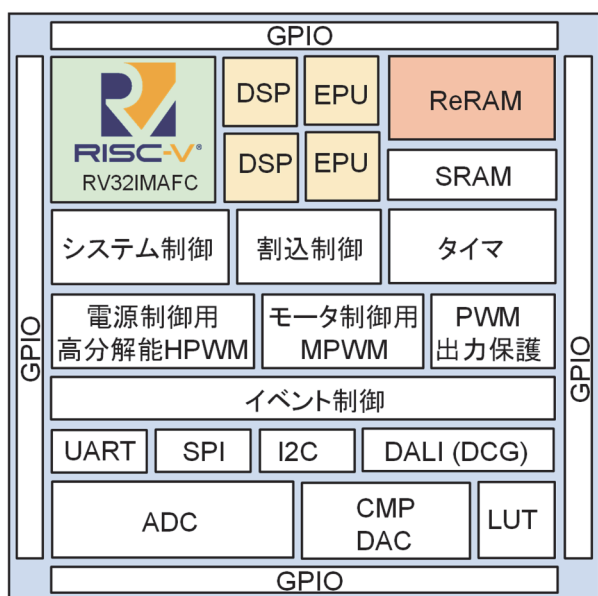 GPIO
RISC-V®
RV32IMAFC
DSP
EPU
DSP
EPU
ReRAM
SRAM
システム制御
割込制御
タイマ
電源制御用
高分解能HPWM
モータ制御用
MPWM
PWM
出力保護
GPIO
GPIO
イベント制御
UART
SPI
I2C
DALI (DCG)
ADC
CMP
DAC
LUT
GPIO